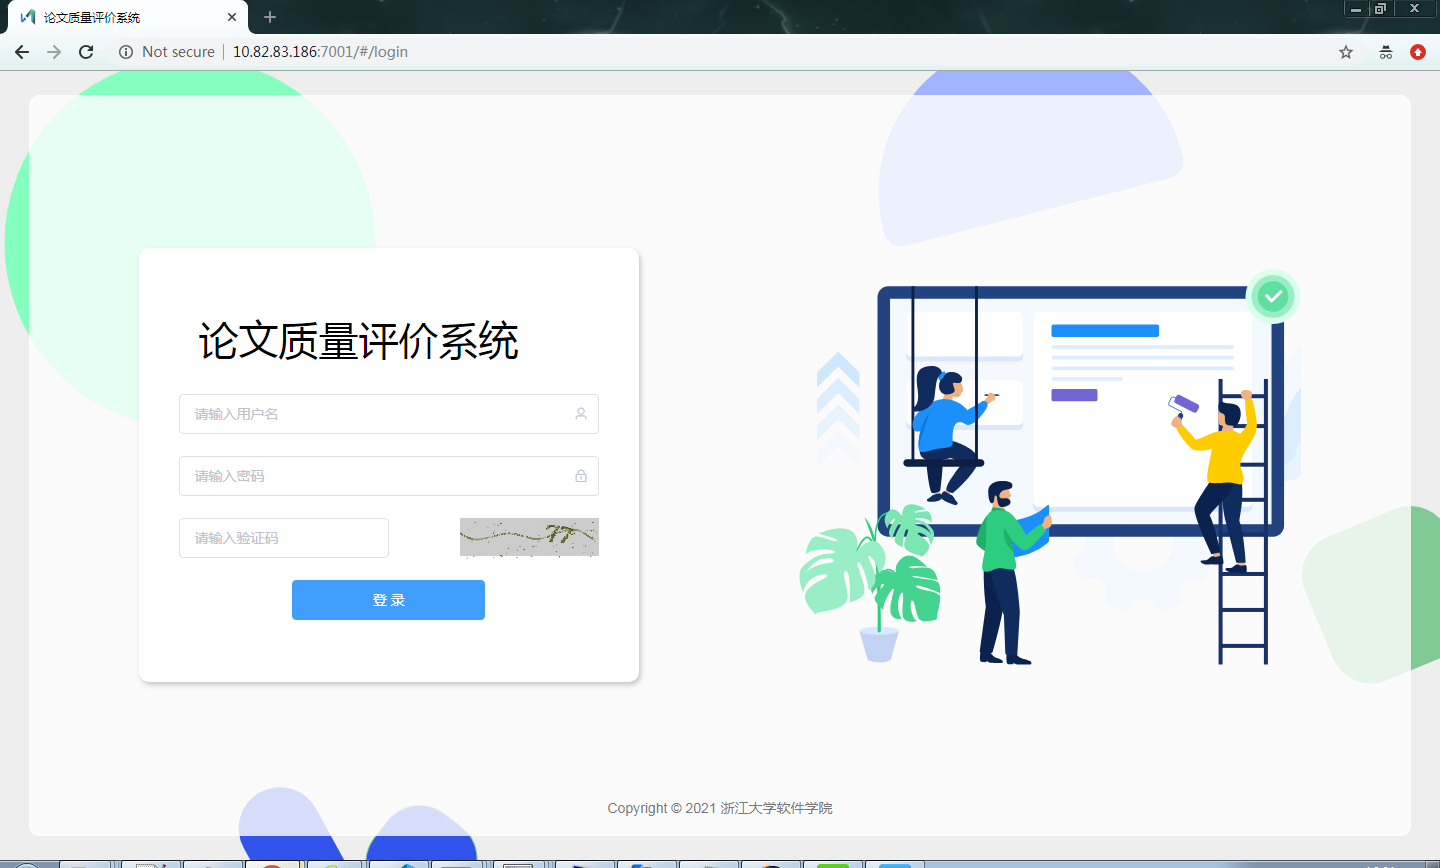 论文质量评价系统
Not secure | 10.82.83.186:7001/#/login
论文质量评价系统
请输入用户名
请输入密码
请输入验证码
登 录
Copyright © 2021 浙江大学软件学院